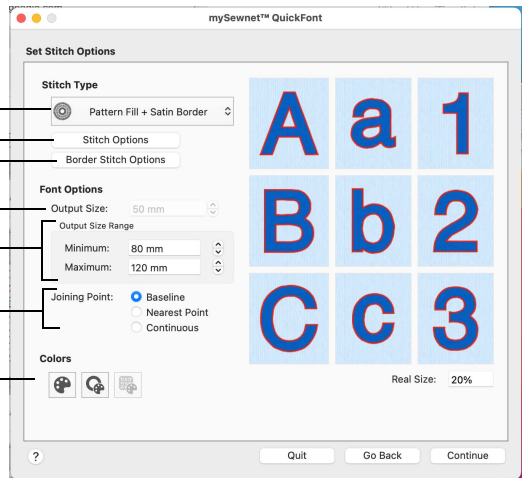 mySewnet™ QuickFont
Set Stitch Options
Stitch Type
Pattern Fill + Satin Border
Stitch Options
Border Stitch Options
Font Options
Output Size: 50 mm
Output Size Range
Minimum: 80 mm
Maximum: 120 mm
Joining Point: Baseline
Nearest Point
Continuous
Colors
A a 1
B b 2
C c 3
Real Size: 20%
? Quit Go Back Continue